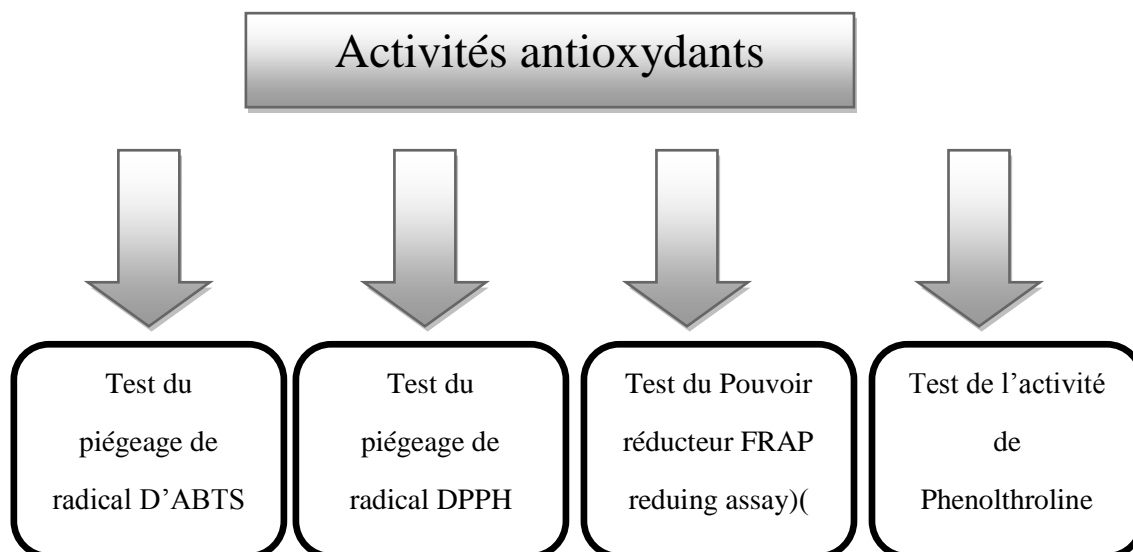 Activités antioxydants
Test du
piégeage de
radical D’ABTS
Test du
piégeage de
radical DPPH
Test du Pouvoir
réducteur FRAP
reduing assay)(
Test de l’activité
de
Phenolthroline